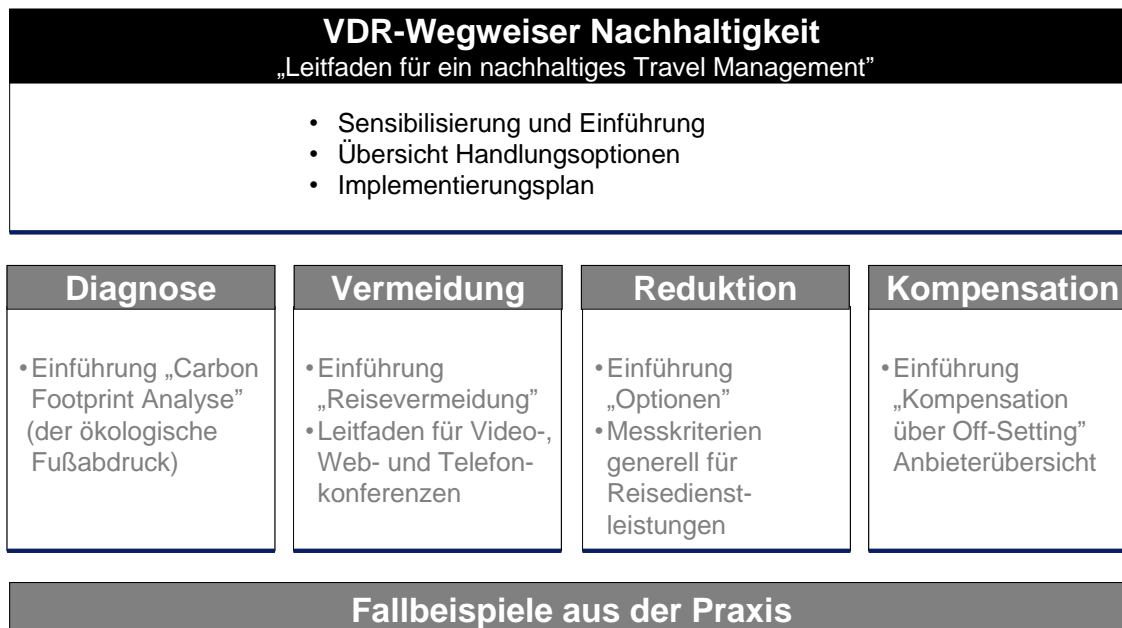 VDR-Wegweiser Nachhaltigkeit
„Leitfaden für ein nachhaltiges Travel Management”
• Sensibilisierung und Einführung
• Übersicht Handlungsoptionen
• Implementierungsplan
Diagnose
• Einführung „Carbon
Footprint Analyse”
(der ökologische
Fußabdruck)
Vermeidung
• Einführung
„Reisevermeidung”
• Leitfaden für Video-,
Web- und Telefon-
konferenzen
Reduktion
• Einführung
„Optionen”
• Messkriterien
generell für
Reisedienst-
leistungen
Kompensation
• Einführung
„Kompensation
über Off-Setting”
Anbieterübersicht
Fallbeispiele aus der Praxis